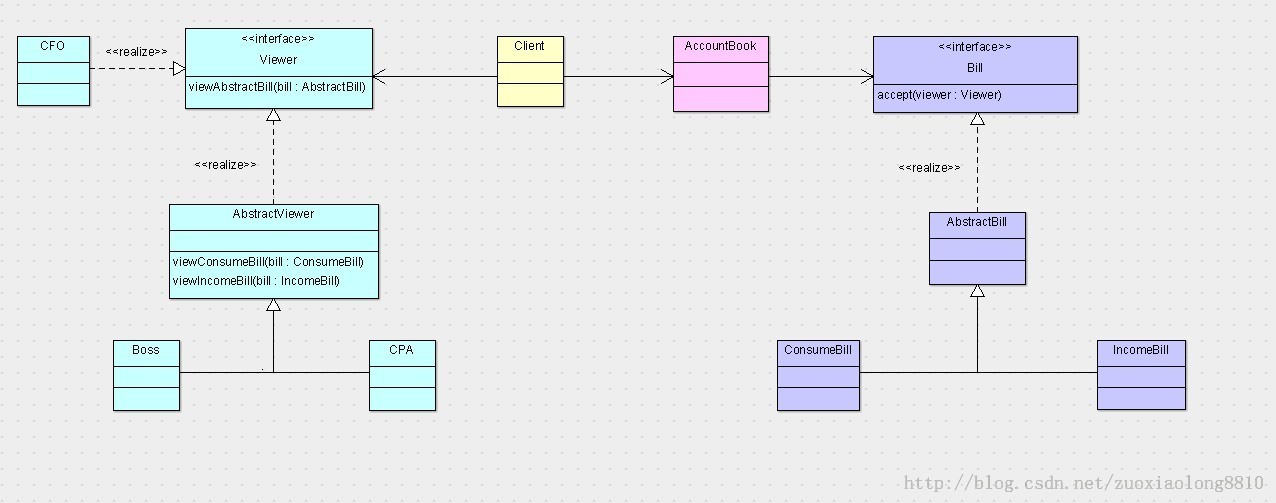 CFO
<<realize>>
<<interface>>
Viewer
viewAbstractBill(bill : AbstractBill)
Client
AccountBook
<<interface>>
Bill
accept(viewer : Viewer)
<<realize>>
<<realize>>
AbstractViewer
viewConsumeBill(bill : ConsumeBill)
viewIncomeBill(bill : IncomeBill)
AbstractBill
Boss
CPA
ConsumeBill
IncomeBill
http://blog.csdn.net/zuoxiaolong8810